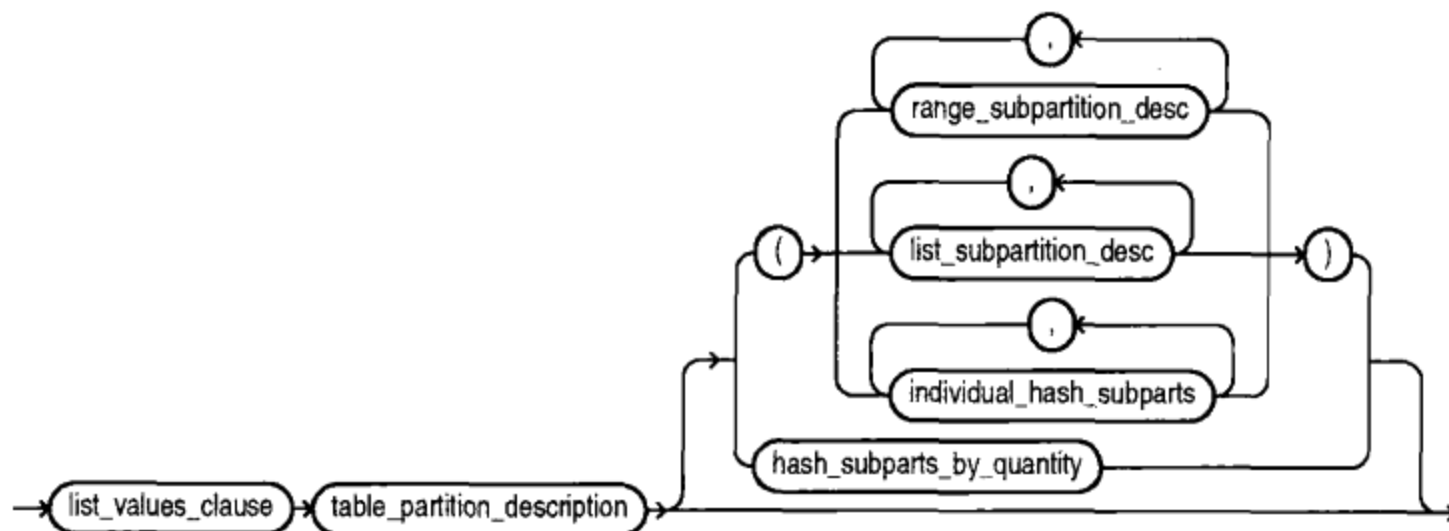 ,
range_subpartition_desc
,
( list_subpartition_desc )
,
individual_hash_subparts
hash_subparts_by_quantity
list_values_clause table_partition_description